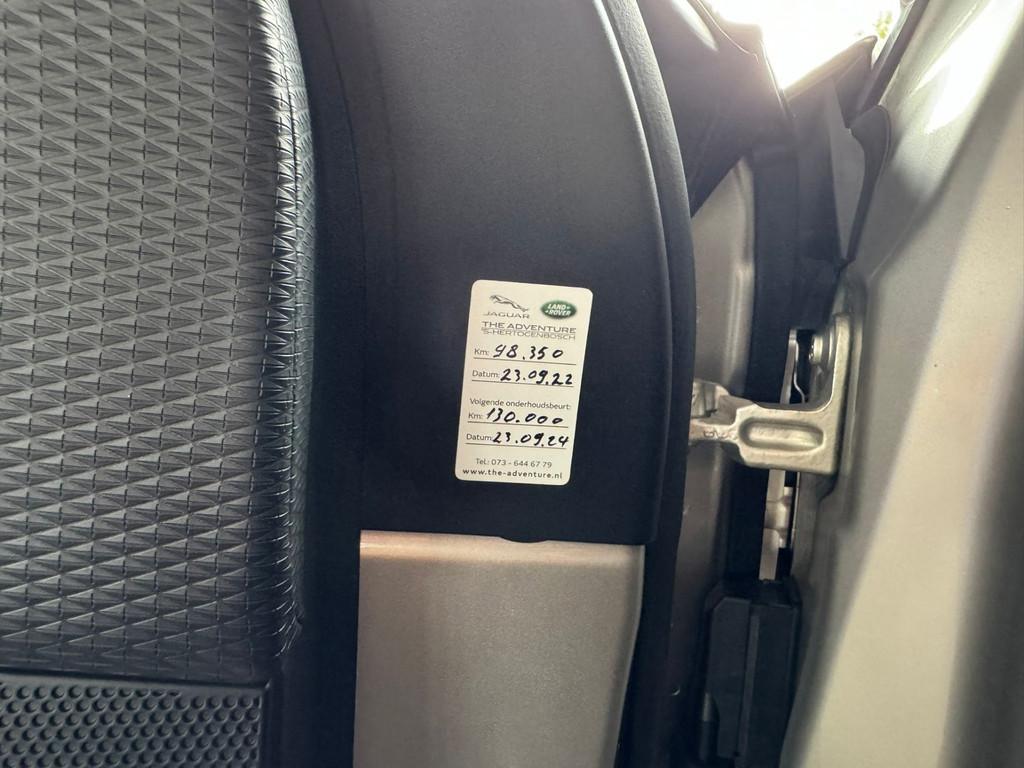 JAGUAR
LAND ROVER
THE ADVENTURE
'S-HERTOGENBOSCH
Km: 98.350
Datum: 23.09.22
Volgende onderhoudsbeurt:
Km: 130.000
Datum: 23.09.24
Tel.: 073 - 644 67 79
www.the-adventure.nl